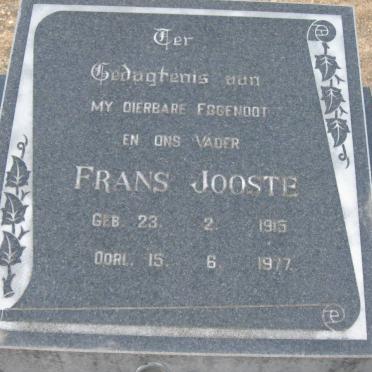 Ter
Gedagtenis aan
MY DIERBARE EGGENOOT
EN ONS VADER
FRANS JOOSTE
GEB. 23. 2. 1915
OORL. 15. 6. 1977.